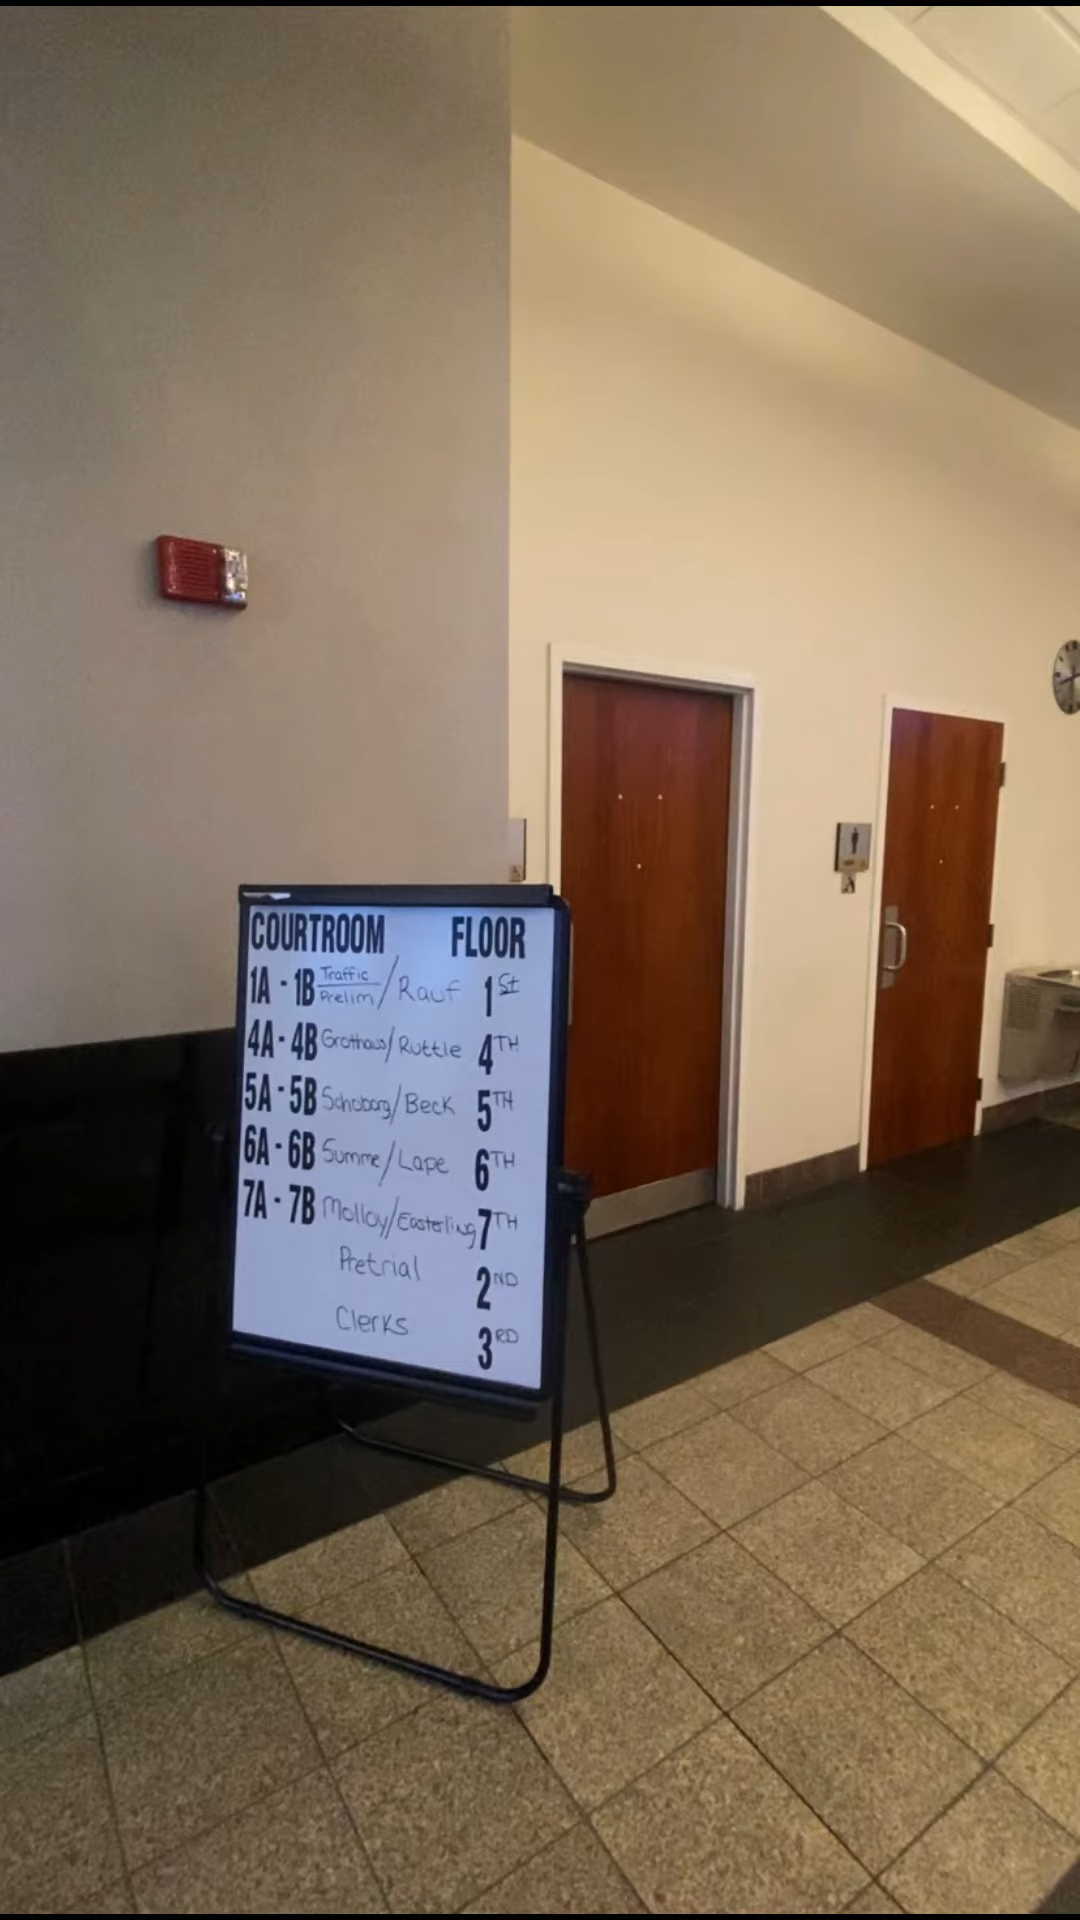 COURTROOM FLOOR
1A - 1B Traffic/Prelim / Rauf 1St
4A - 4B Grothaus/Ruttle 4TH
5A - 5B Schoborg/Beck 5TH
6A - 6B Summe/Lape 6TH
7A - 7B Molloy/Easterling 7TH
Pretrial 2ND
Clerks 3RD